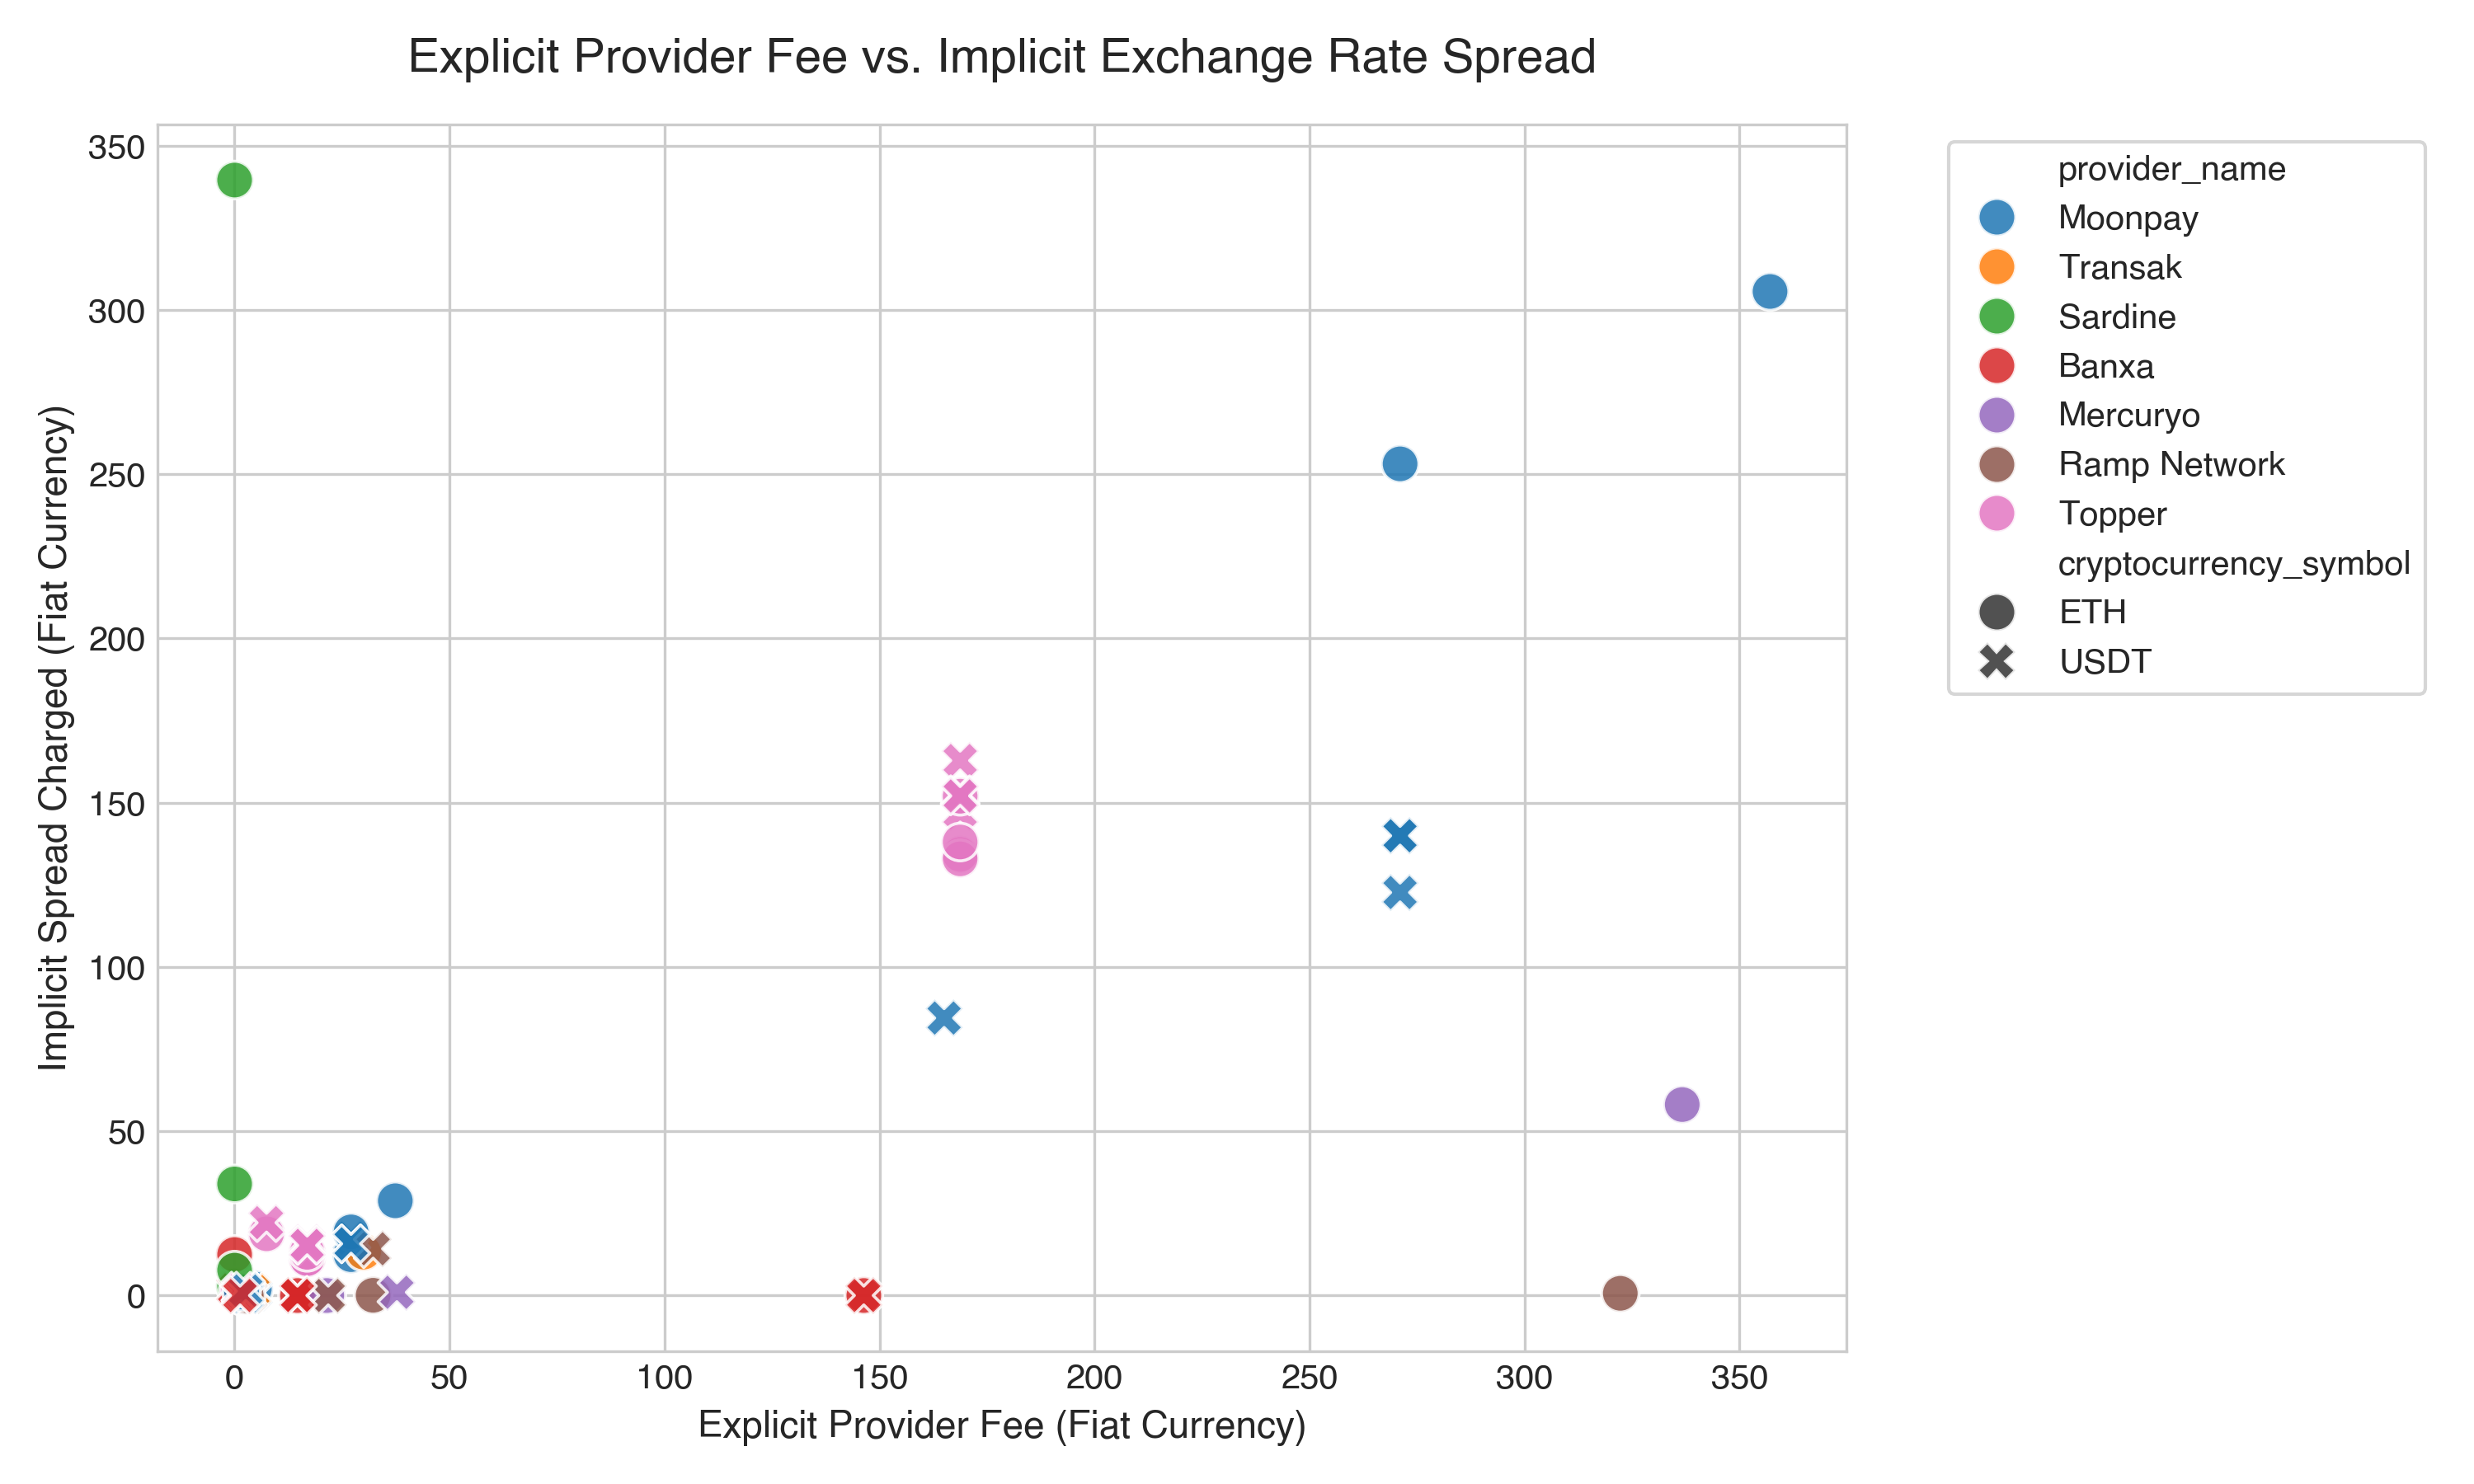 Explicit Provider Fee vs. Implicit Exchange Rate Spread
Implicit Spread Charged (Fiat Currency)
350
300
250
200
150
100
50
0
0
50
100
150
200
250
300
350
Explicit Provider Fee (Fiat Currency)
provider_name
Moonpay
Transak
Sardine
Banxa
Mercuryo
Ramp Network
Topper
cryptocurrency_symbol
ETH
USDT